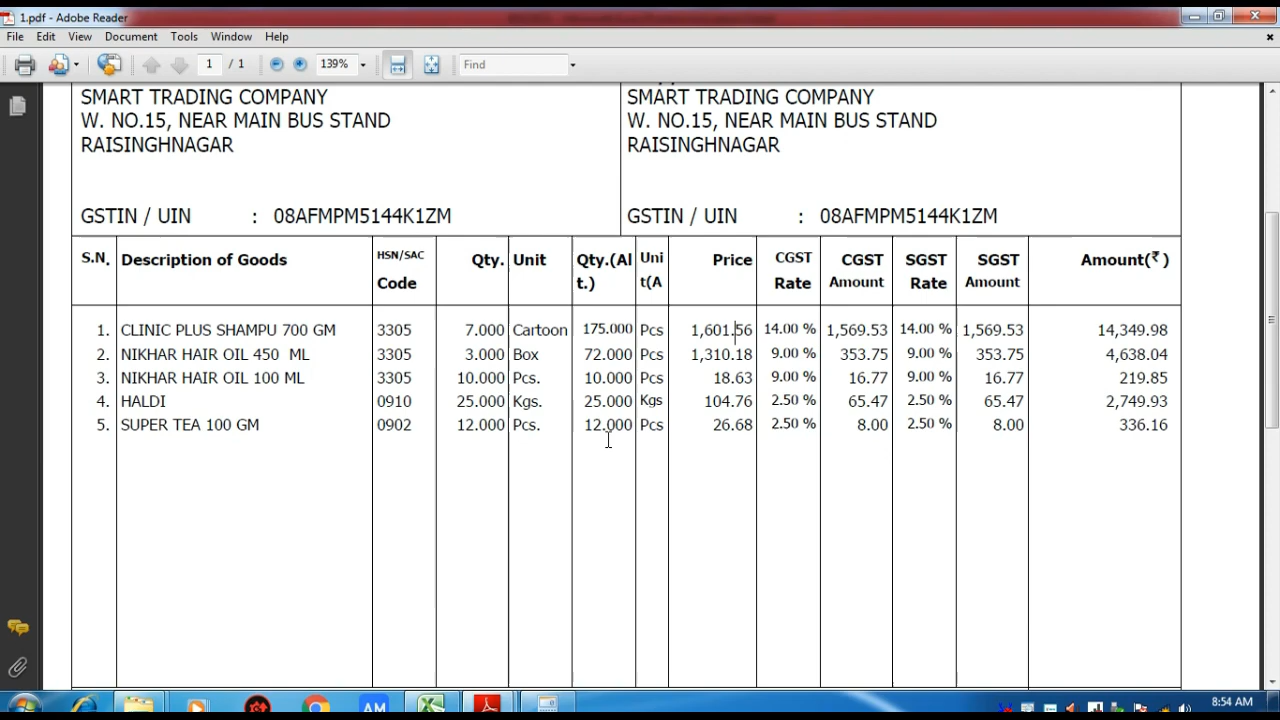 1.pdf - Adobe Reader
File Edit View Document Tools Window Help
1 / 1 139% Find
SMART TRADING COMPANY SMART TRADING COMPANY
W. NO.15, NEAR MAIN BUS STAND W. NO.15, NEAR MAIN BUS STAND
RAISINGHNAGAR RAISINGHNAGAR
GSTIN / UIN : 08AFMPM5144K1ZM GSTIN / UIN : 08AFMPM5144K1ZM
S.N. Description of Goods HSN/SAC Qty. Unit Qty.(Al Uni Price CGST CGST SGST SGST Amount(₹ )
Code t.) t(A Rate Amount Rate Amount
1. CLINIC PLUS SHAMPU 700 GM 3305 7.000 Cartoon 175.000 Pcs 1,601.56 14.00 % 1,569.53 14.00 % 1,569.53 14,349.98
2. NIKHAR HAIR OIL 450 ML 3305 3.000 Box 72.000 Pcs 1,310.18 9.00 % 353.75 9.00 % 353.75 4,638.04
3. NIKHAR HAIR OIL 100 ML 3305 10.000 Pcs. 10.000 Pcs 18.63 9.00 % 16.77 9.00 % 16.77 219.85
4. HALDI 0910 25.000 Kgs. 25.000 Kgs 104.76 2.50 % 65.47 2.50 % 65.47 2,749.93
5. SUPER TEA 100 GM 0902 12.000 Pcs. 12.000 Pcs 26.68 2.50 % 8.00 2.50 % 8.00 336.16
AM 8:54 AM